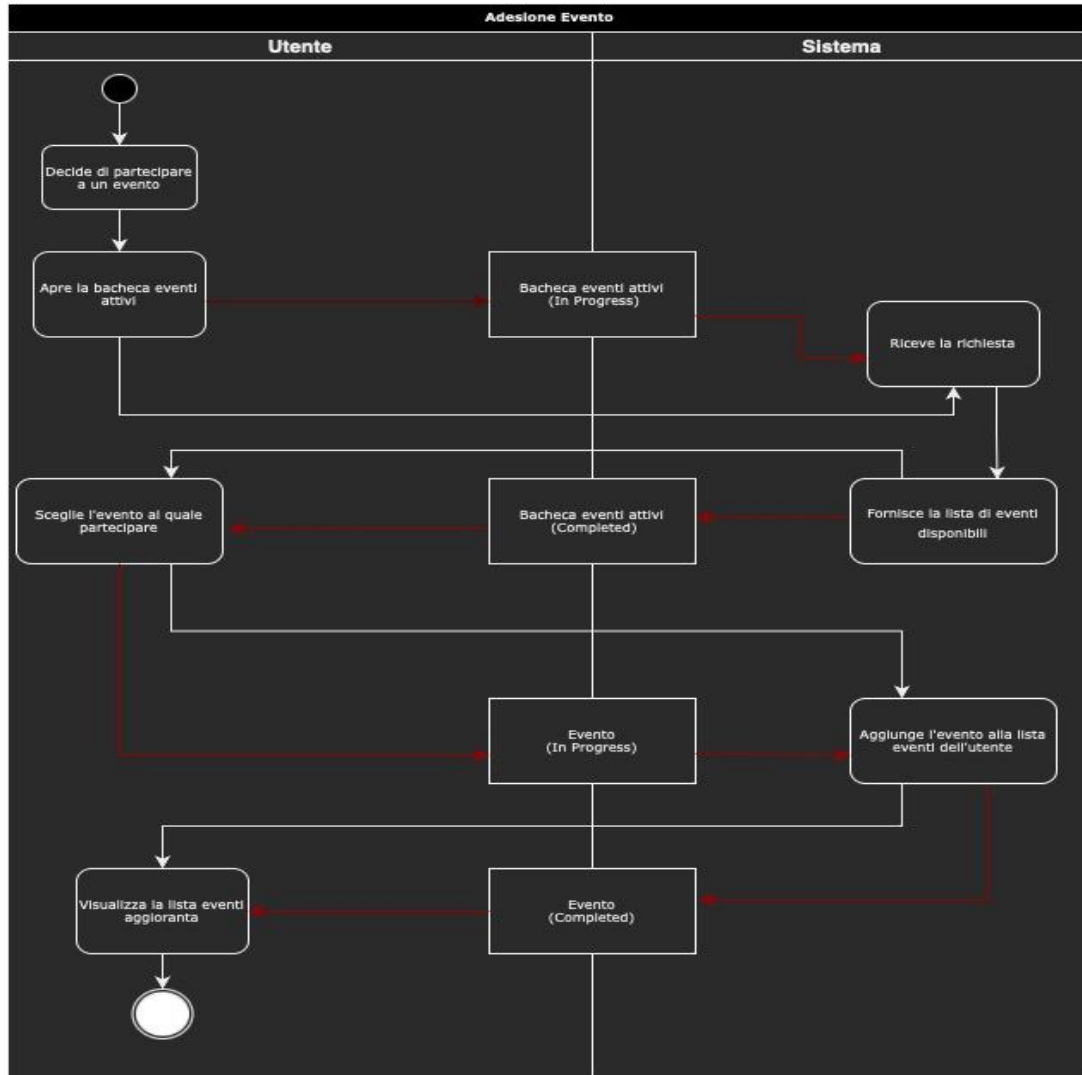 Adesione Evento
Utente
Sistema
Decide di partecipare
a un evento
Apre la bacheca eventi
attivi
Bacheca eventi attivi
(In Progress)
Riceve la richiesta
Sceglie l'evento al quale
partecipare
Bacheca eventi attivi
(Completed)
Fornisce la lista di eventi
disponibili
Evento
(In Progress)
Aggiunge l'evento alla lista
eventi dell'utente
Visualizza la lista eventi
aggioranta
Evento
(Completed)